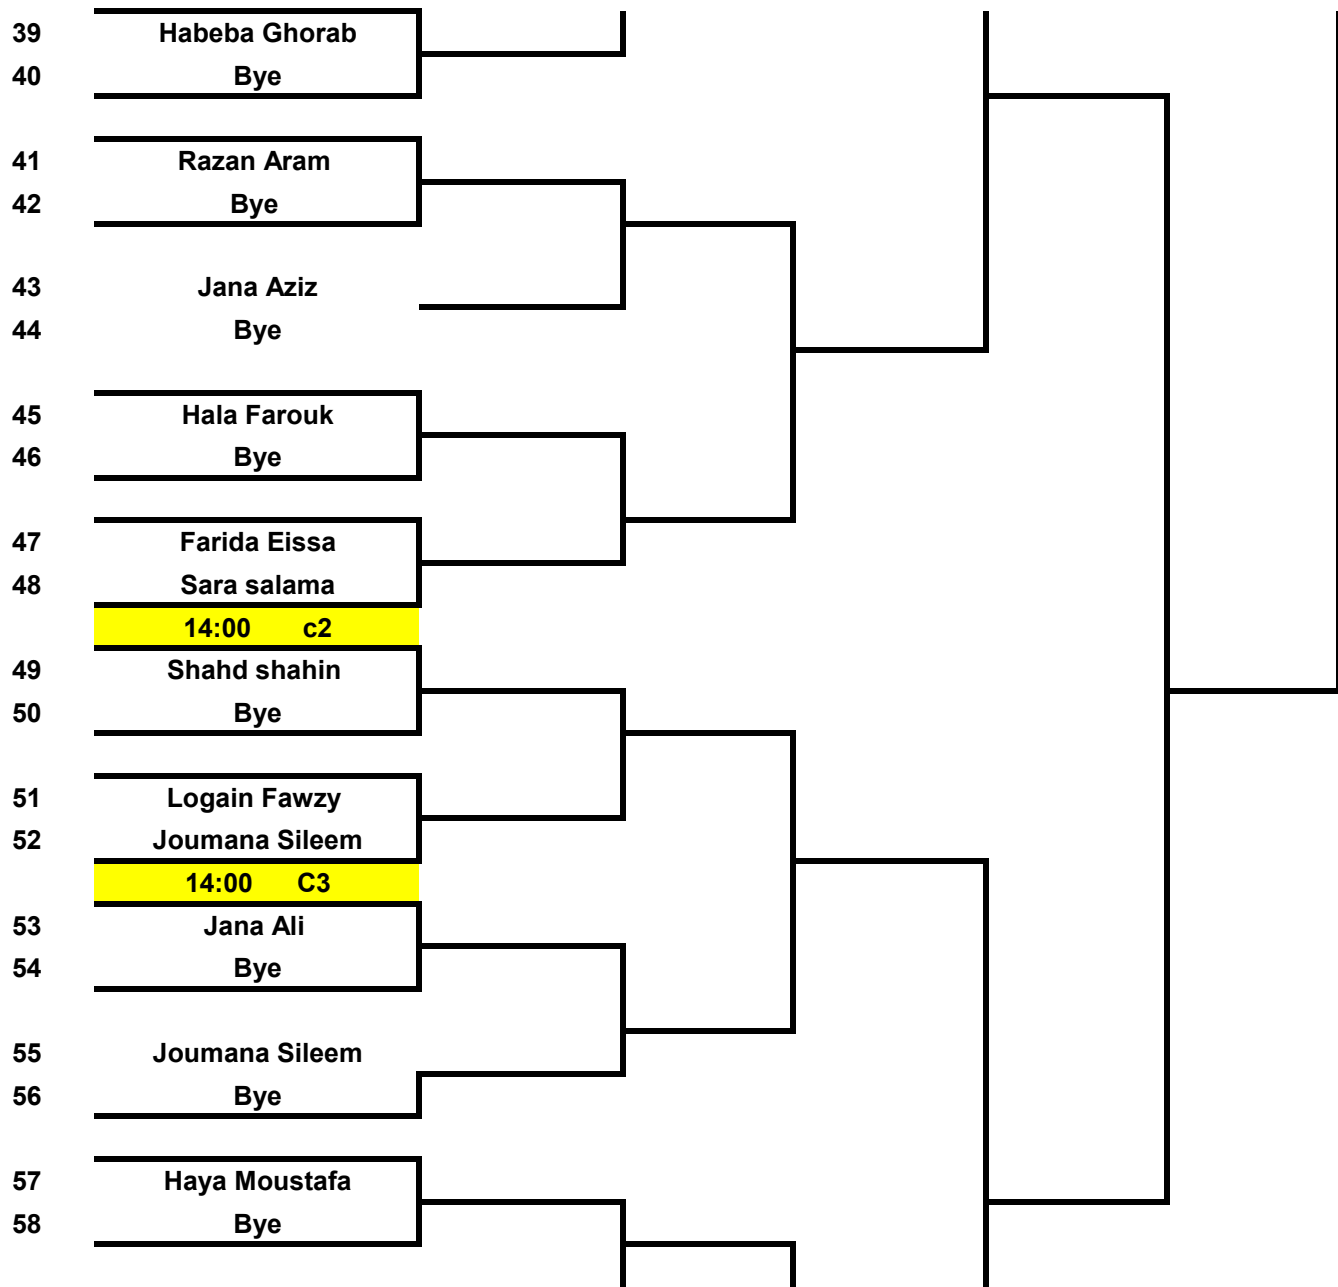 39 Habeba Ghorab
40 Bye
41 Razan Aram
42 Bye
43 Jana Aziz
44 Bye
45 Hala Farouk
46 Bye
47 Farida Eissa
48 Sara salama
14:00 c2
49 Shahd shahin
50 Bye
51 Logain Fawzy
52 Joumana Sileem
14:00 C3
53 Jana Ali
54 Bye
55 Joumana Sileem
56 Bye
57 Haya Moustafa
58 Bye